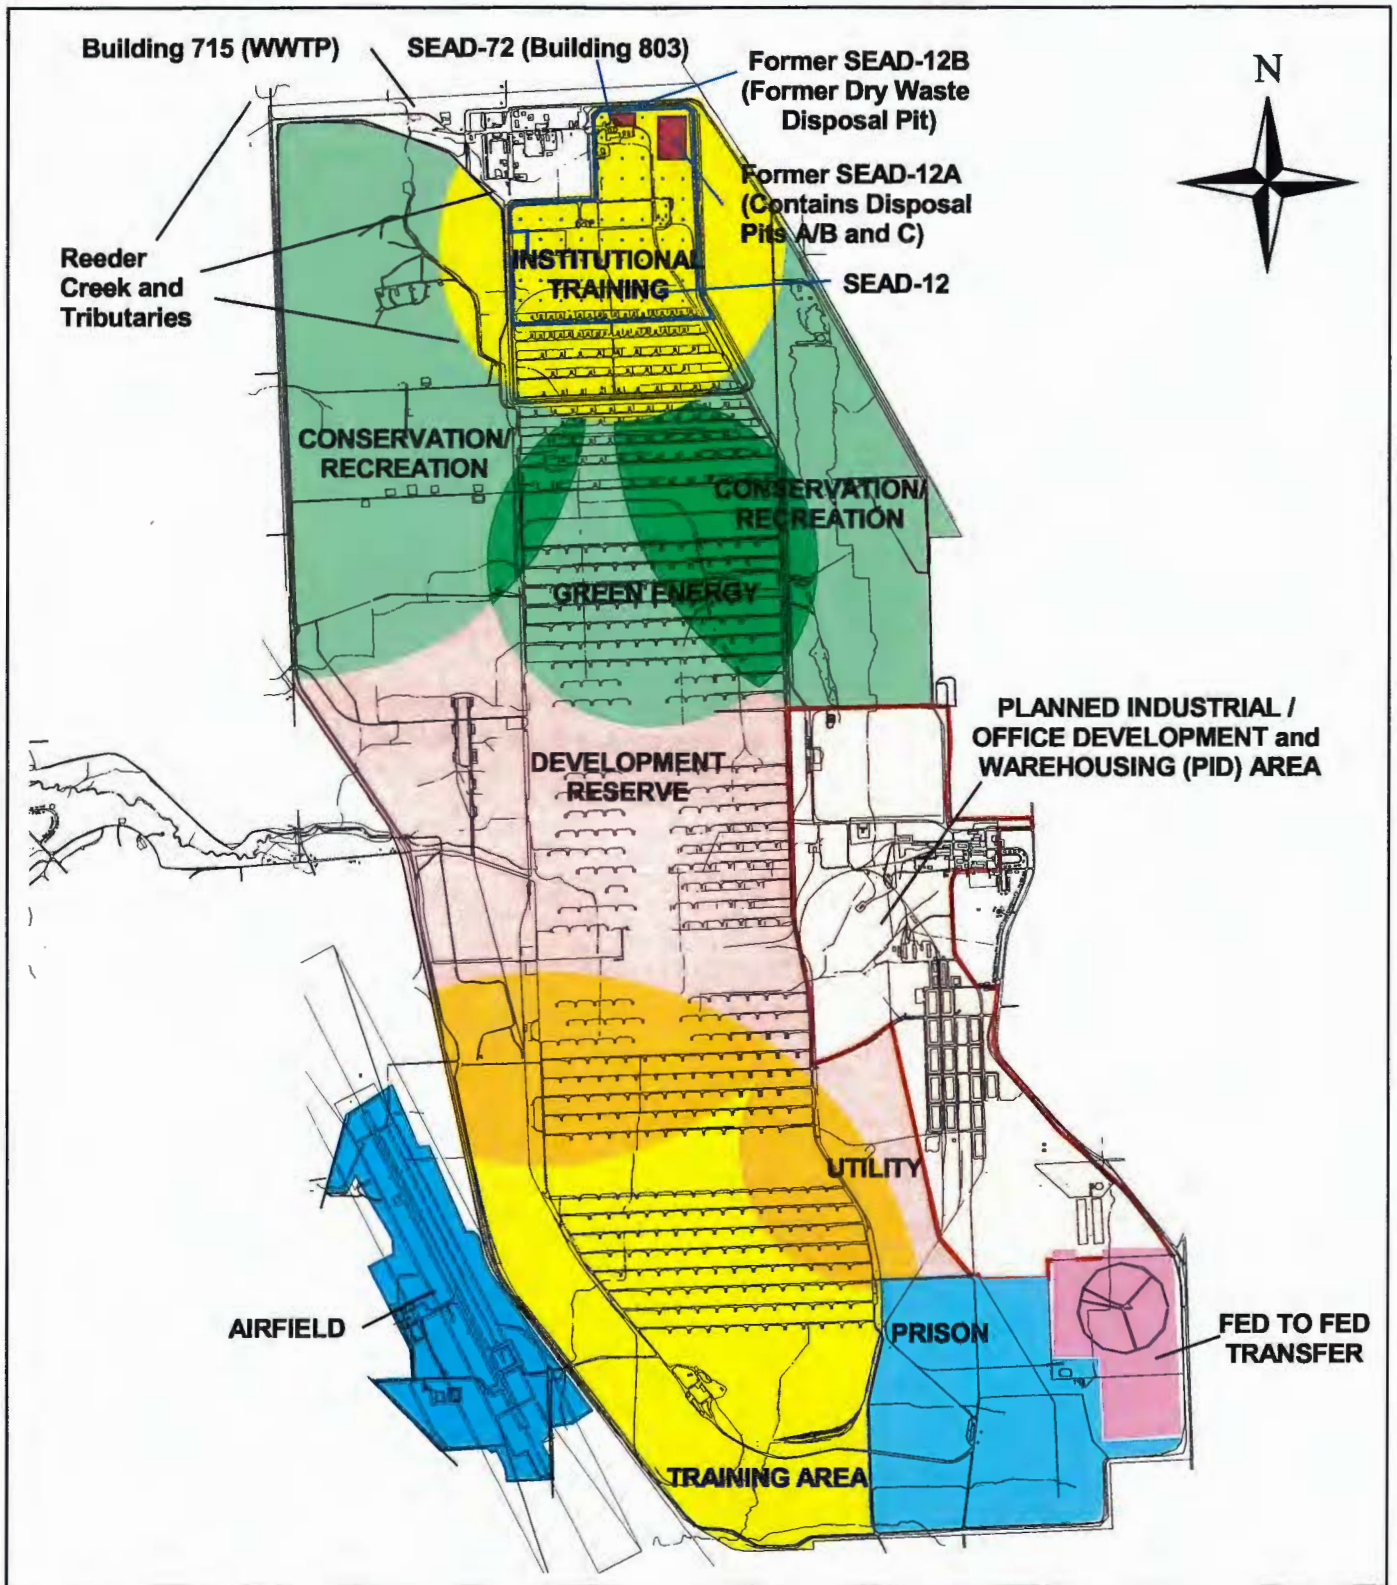 Building 715 (WWTP)
SEAD-72 (Building 803)
Former SEAD-12B
(Former Dry Waste
Disposal Pit)
N
Former SEAD-12A
(Contains Disposal
Pits A/B and C)
Reeder
Creek and
Tributaries
INSTITUTIONAL
TRAINING
SEAD-12
CONSERVATION/
RECREATION
CONSERVATION/
RECREATION
GREEN ENERGY
PLANNED INDUSTRIAL /
OFFICE DEVELOPMENT and
WAREHOUSING (PID) AREA
DEVELOPMENT
RESERVE
UTILITY
AIRFIELD
PRISON
FED TO FED
TRANSFER
TRAINING AREA